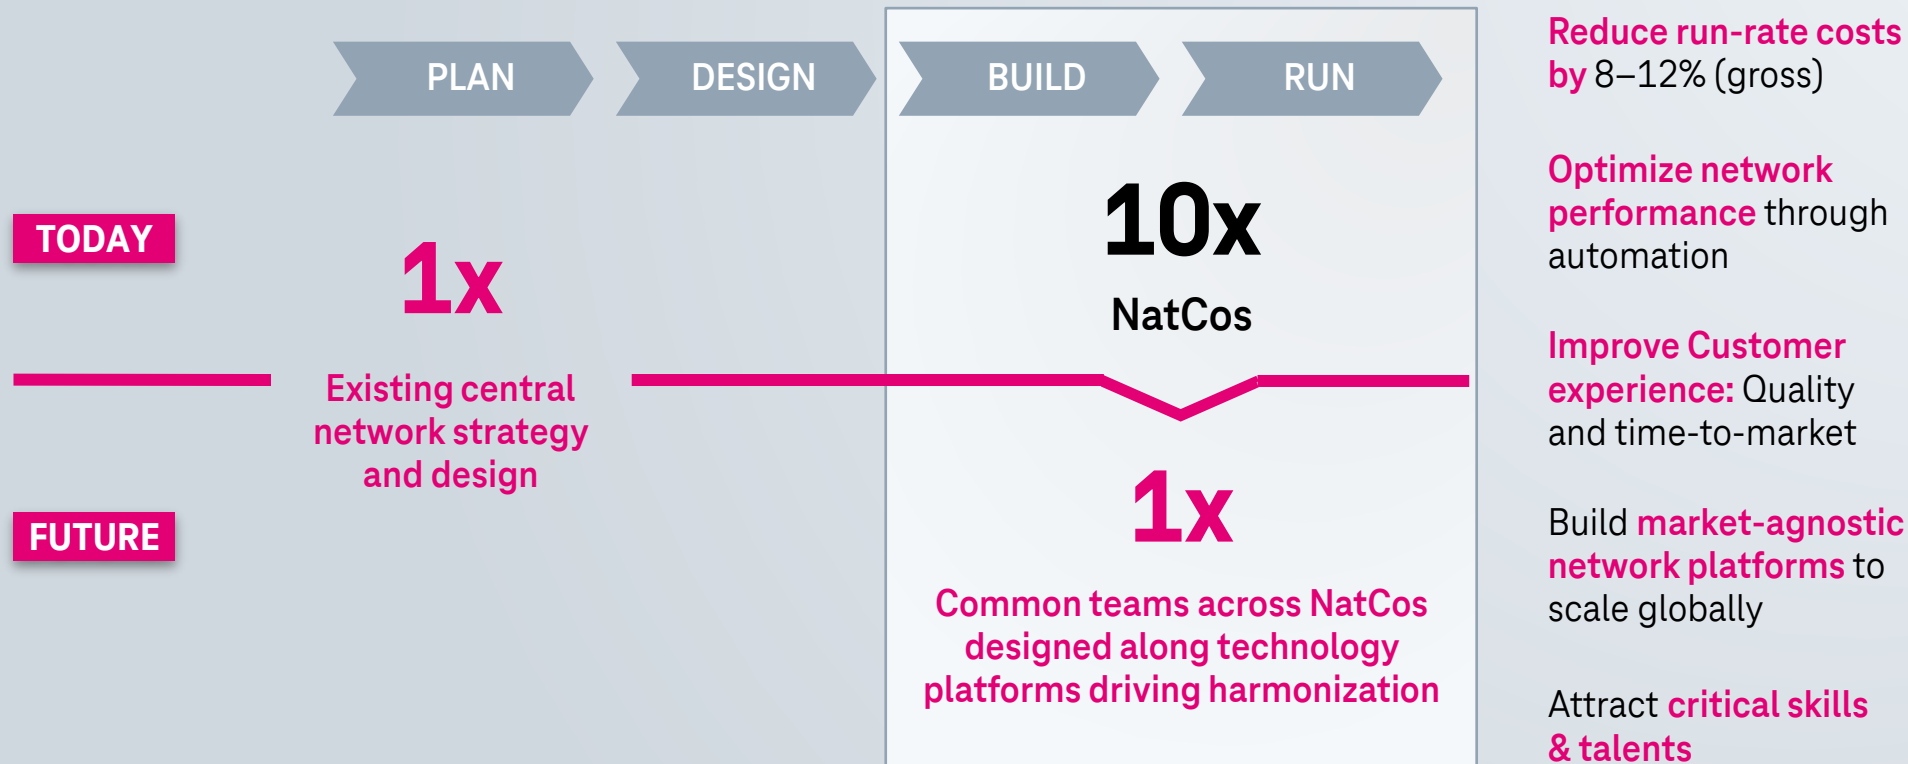 PLAN
DESIGN
BUILD
RUN
TODAY
1x
Existing central
network strategy
and design
10x
NatCos
FUTURE
1x
Common teams across NatCos
designed along technology
platforms driving harmonization
Reduce run-rate costs
by 8–12% (gross)
Optimize network
performance through
automation
Improve Customer
experience: Quality
and time-to-market
Build market-agnostic
network platforms to
scale globally
Attract critical skills
& talents